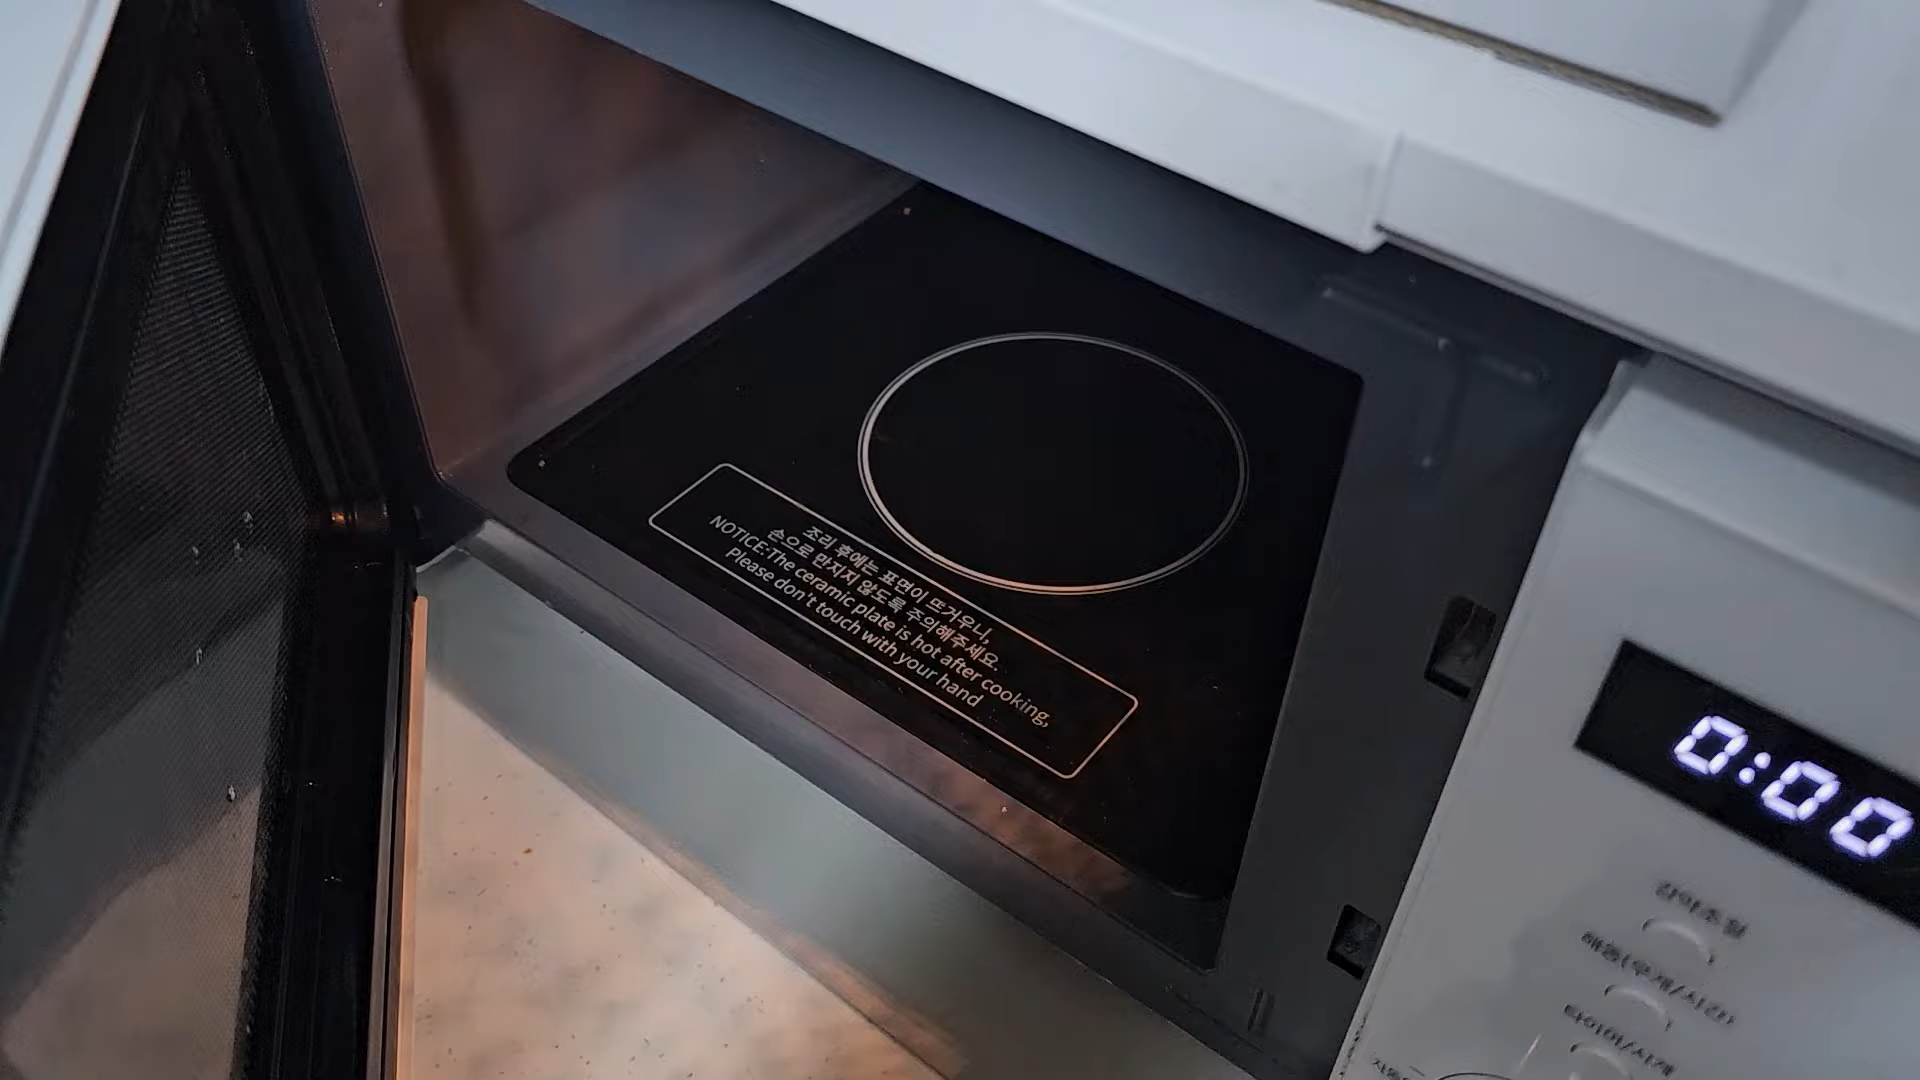 조리 후에는 표면이 뜨거우니,
손으로 만지지 않도록 주의해주세요.
NOTICE:The ceramic plate is hot after cooking,
Please don't touch with your hand
0:00